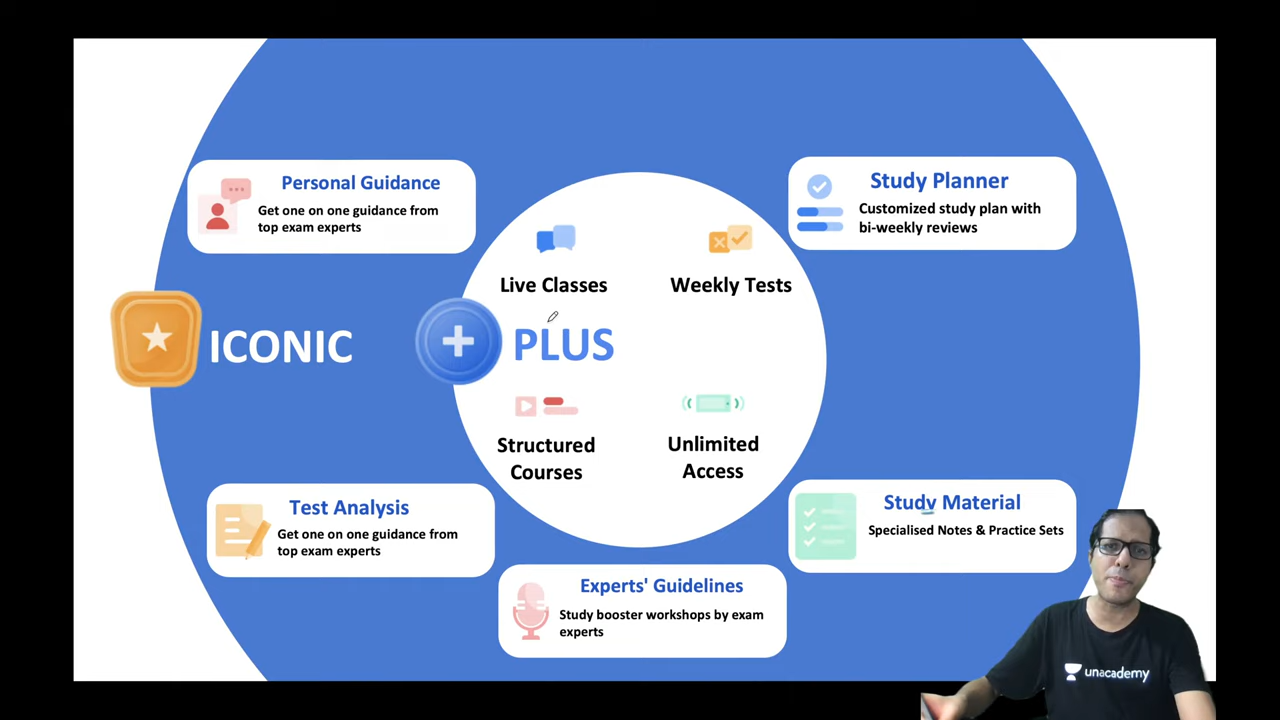 Personal Guidance
Get one on one guidance from
top exam experts
Study Planner
Customized study plan with
bi-weekly reviews
Live Classes
Weekly Tests
ICONIC
PLUS
Structured
Courses
Unlimited
Access
Test Analysis
Get one on one guidance from
top exam experts
Study Material
Specialised Notes & Practice Sets
Experts' Guidelines
Study booster workshops by exam
experts
unacademy